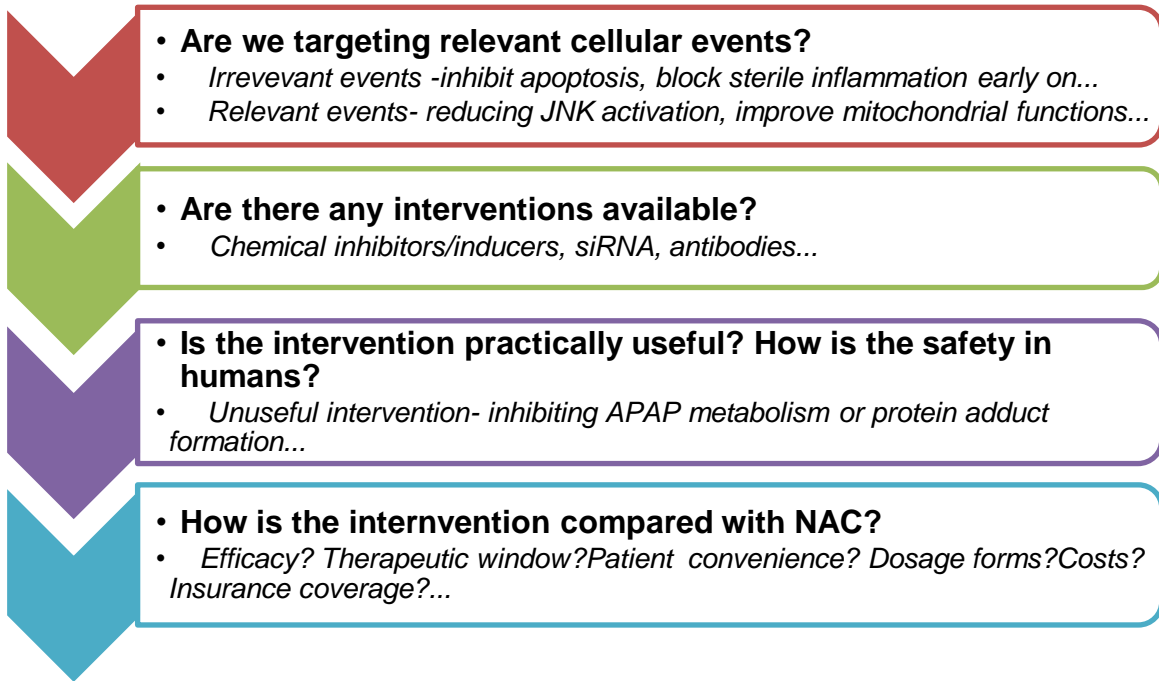 • Are we targeting relevant cellular events?
• Irrevevant events -inhibit apoptosis, block sterile inflammation early on...
• Relevant events- reducing JNK activation, improve mitochondrial functions...
• Are there any interventions available?
• Chemical inhibitors/inducers, siRNA, antibodies...
• Is the intervention practically useful? How is the safety in
humans?
• Unuseful intervention- inhibiting APAP metabolism or protein adduct
formation...
• How is the internvention compared with NAC?
• Efficacy? Therapeutic window?Patient convenience? Dosage forms?Costs?
Insurance coverage?...